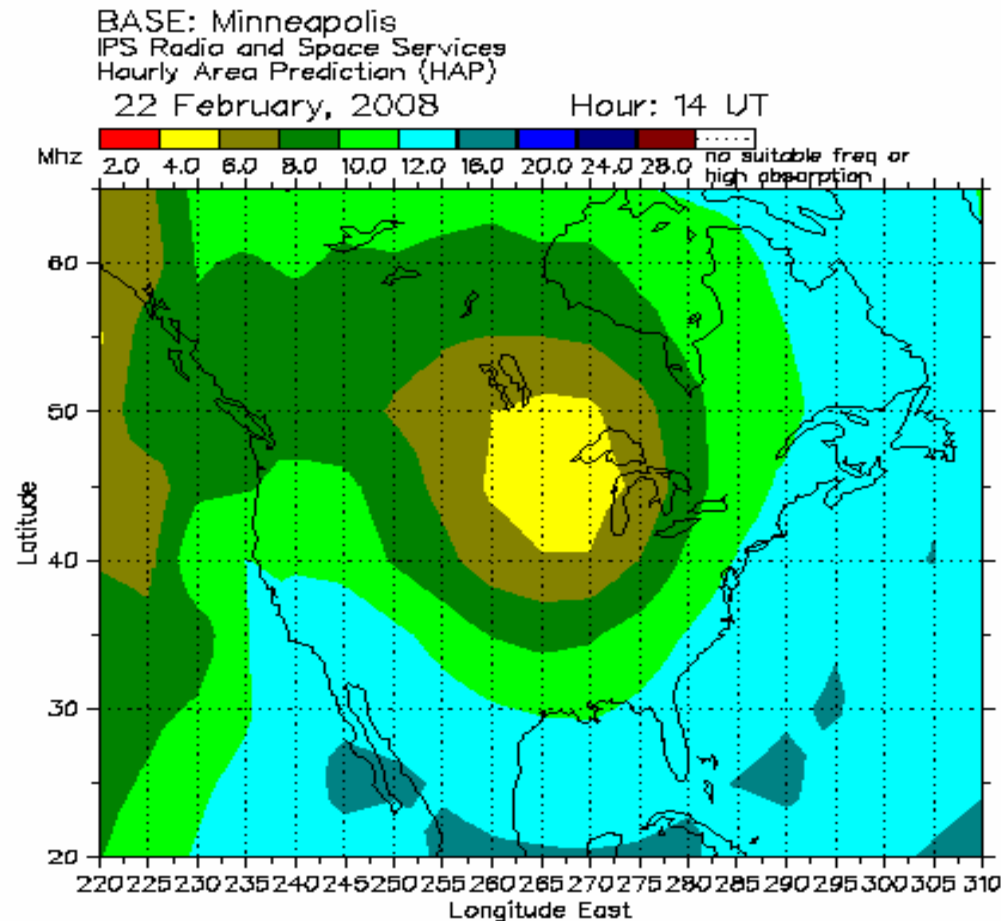 BASE: Minneapolis
IPS Radio and Space Services
Hourly Area Prediction (HAP)
22 February, 2008 Hour: 14 UT
Mhz 2.0 4.0 6.0 8.0 10.0 12.0 16.0 20.0 24.0 28.0 no suitable freq or
high absorption
60
50
Latitude
40
30
20
220 225 230 235 240 245 250 255 260 265 270 275 280 285 290 295 300 305 310
Longitude East